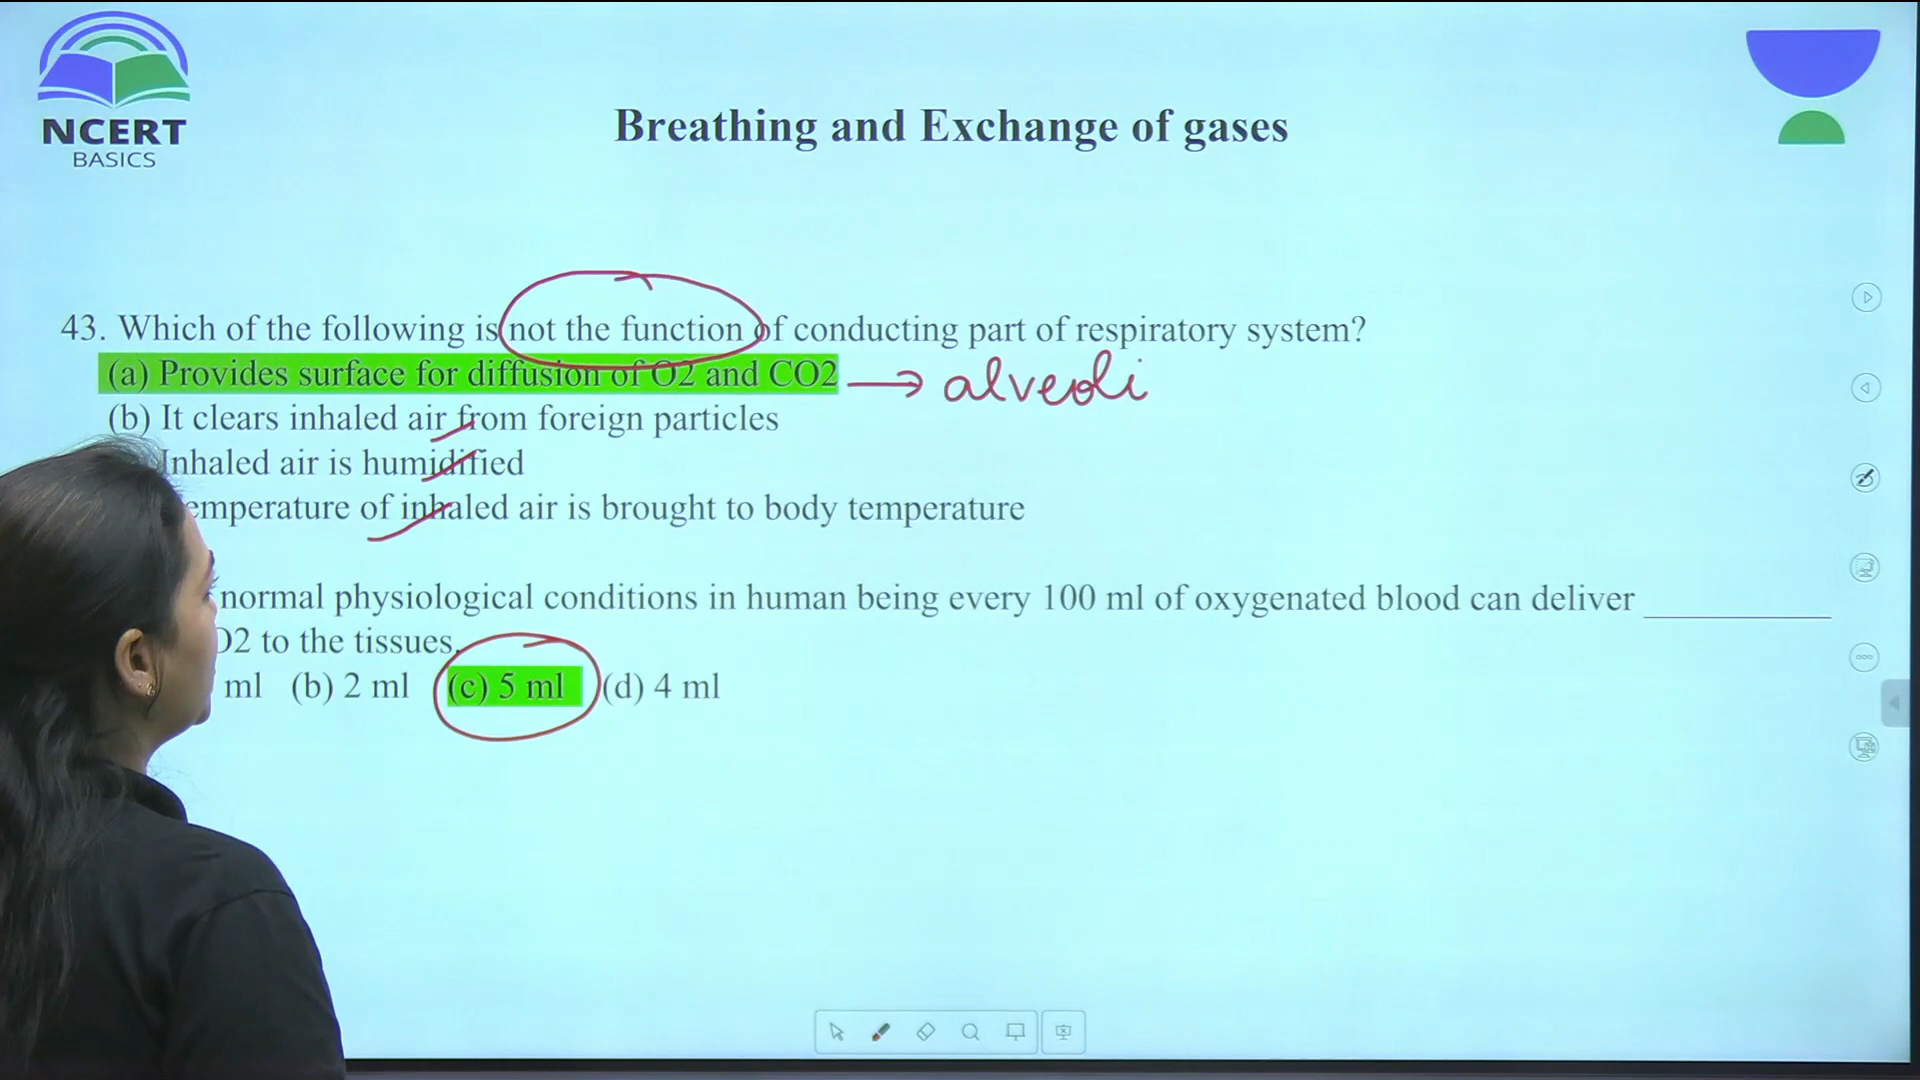 NCERT
BASICS
Breathing and Exchange of gases
43. Which of the following is not the function of conducting part of respiratory system?
(a) Provides surface for diffusion of O2 and CO2 → alveoli
(b) It clears inhaled air from foreign particles
Inhaled air is humidified
emperature of inhaled air is brought to body temperature
normal physiological conditions in human being every 100 ml of oxygenated blood can deliver __________
O2 to the tissues.
ml (b) 2 ml (c) 5 ml (d) 4 ml